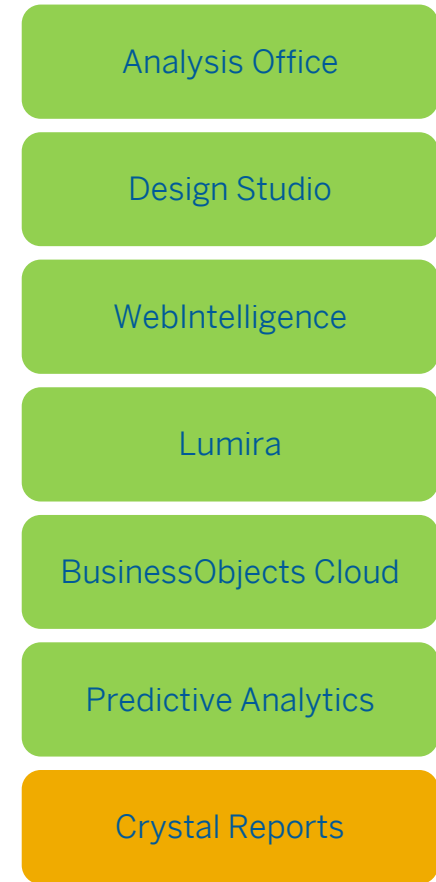 Analysis Office
Design Studio
WebIntelligence
Lumira
BusinessObjects Cloud
Predictive Analytics
Crystal Reports